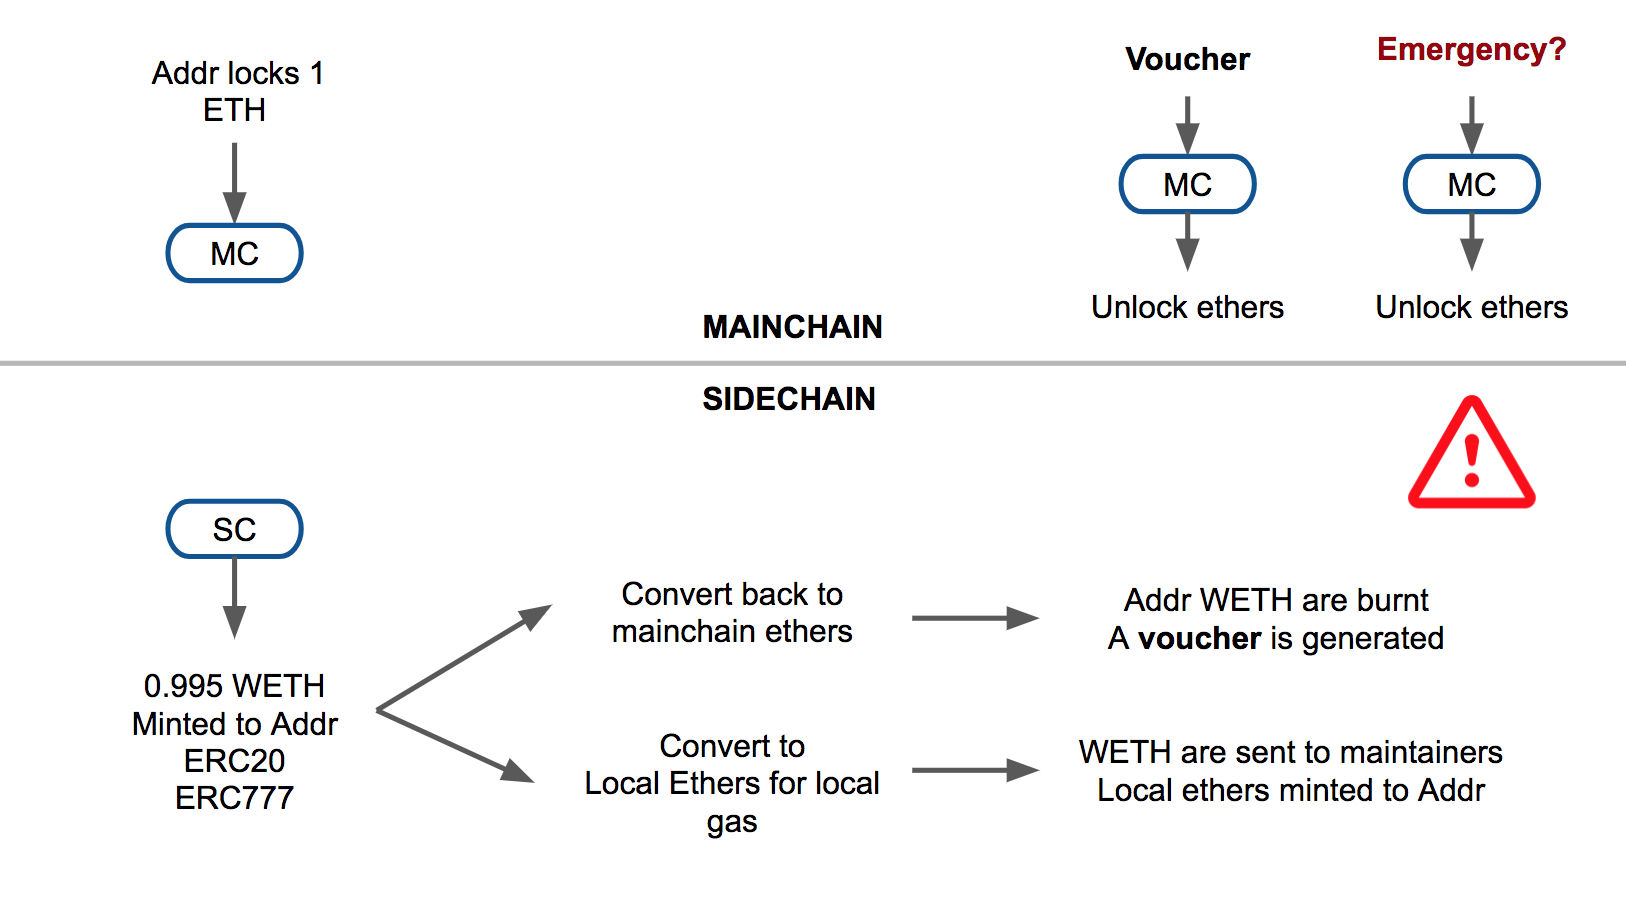 Addr locks 1
ETH
MC
Voucher
MC
Unlock ethers
Emergency?
MC
Unlock ethers
MAINCHAIN
SIDECHAIN
SC
0.995 WETH
Minted to Addr
ERC20
ERC777
Convert back to
mainchain ethers
Addr WETH are burnt
A voucher is generated
Convert to
Local Ethers for local
gas
WETH are sent to maintainers
Local ethers minted to Addr